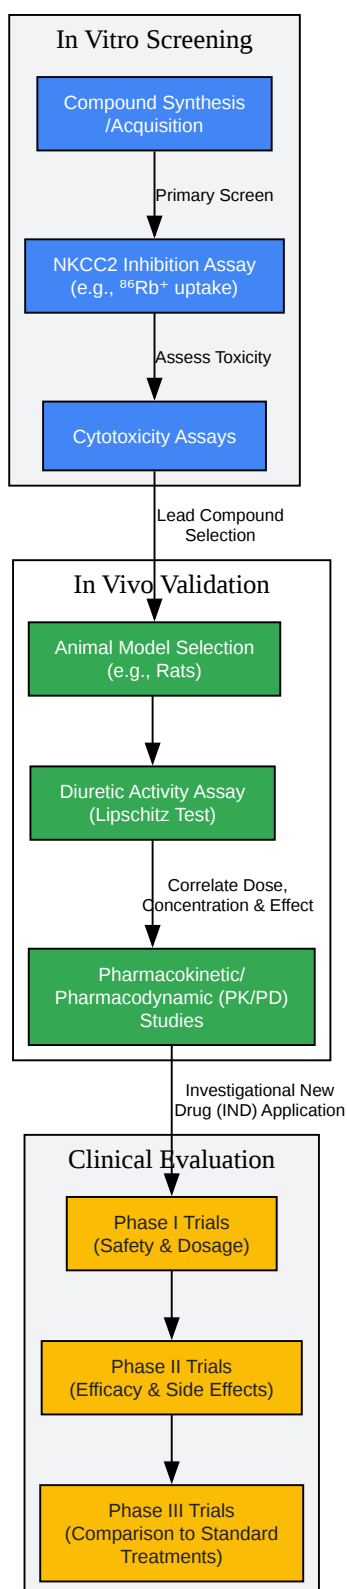 In Vitro Screening
Compound Synthesis
/Acquisition
Primary Screen
NKCC2 Inhibition Assay
(e.g., ⁸⁶Rb⁺ uptake)
Assess Toxicity
Cytotoxicity Assays
Lead Compound
Selection
In Vivo Validation
Animal Model Selection
(e.g., Rats)
Diuretic Activity Assay
(Lipschitz Test)
Correlate Dose,
Concentration & Effect
Pharmacokinetic/
Pharmacodynamic (PK/PD)
Studies
Investigational New
Drug (IND) Application
Clinical Evaluation
Phase I Trials
(Safety & Dosage)
Phase II Trials
(Efficacy & Side Effects)
Phase III Trials
(Comparison to Standard
Treatments)